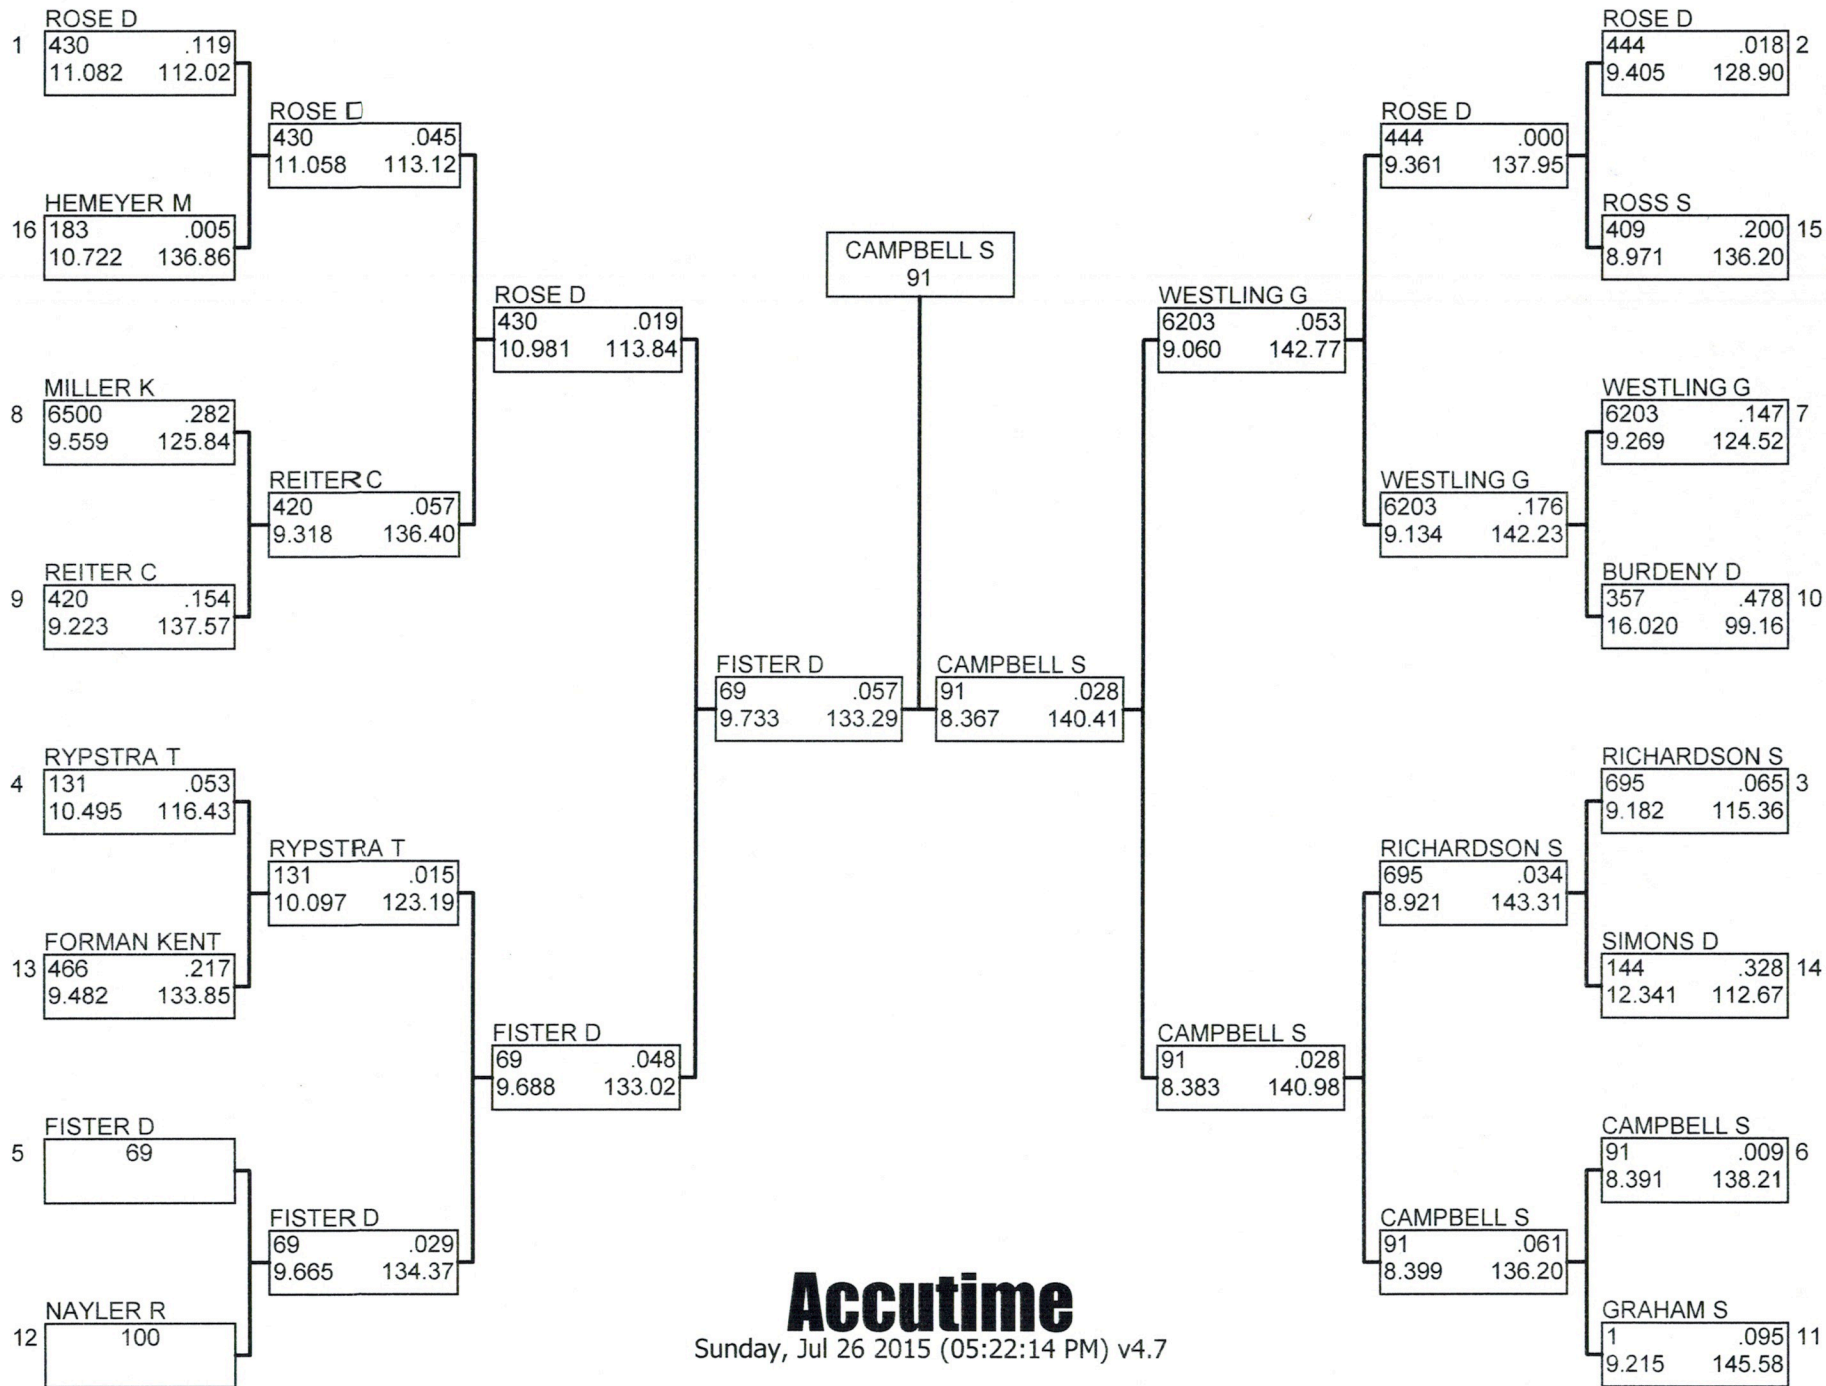 ROSE D
1
430 .119
11.082 112.02
HEMEYER M
16
183 .005
10.722 136.86
MILLER K
8
6500 .282
9.559 125.84
REITER C
9
420 .154
9.223 137.57
RYPSTRA T
4
131 .053
10.495 116.43
FORMAN KENT
13
466 .217
9.482 133.85
FISTER D
5
69
NAYLER R
12
100
ROSE D
430 .045
11.058 113.12
REITER C
420 .057
9.318 136.40
RYPSTRA T
131 .015
10.097 123.19
FISTER D
69 .029
9.665 134.37
ROSE D
430 .019
10.981 113.84
FISTER D
69 .048
9.688 133.02
FISTER D
69 .057
9.733 133.29
CAMPBELL S
91
CAMPBELL S
91 .028
8.367 140.41
WESTLING G
6203 .053
9.060 142.77
CAMPBELL S
91 .028
8.383 140.98
ROSE D
444 .000
9.361 137.95
WESTLING G
6203 .176
9.134 142.23
RICHARDSON S
695 .034
8.921 143.31
CAMPBELL S
91 .061
8.399 136.20
ROSE D
444 .018
2
9.405 128.90
ROSS S
409 .200
15
8.971 136.20
WESTLING G
6203 .147
7
9.269 124.52
BURDENY D
357 .478
10
16.020 99.16
RICHARDSON S
695 .065
3
9.182 115.36
SIMONS D
144 .328
14
12.341 112.67
CAMPBELL S
91 .009
6
8.391 138.21
GRAHAM S
1 .095
11
9.215 145.58
Accutime
Sunday, Jul 26 2015 (05:22:14 PM) v4.7